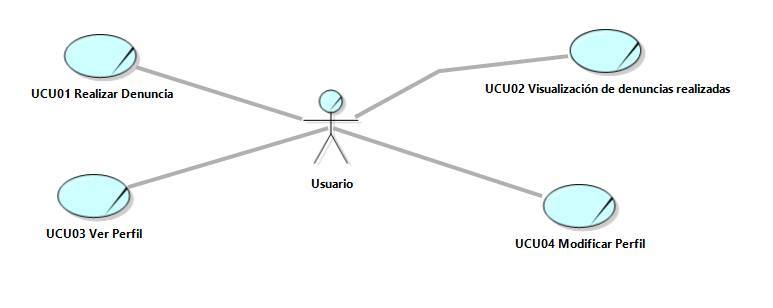 UCU01 Realizar Denuncia
UCU02 Visualización de denuncias realizadas
Usuario
UCU03 Ver Perfil
UCU04 Modificar Perfil